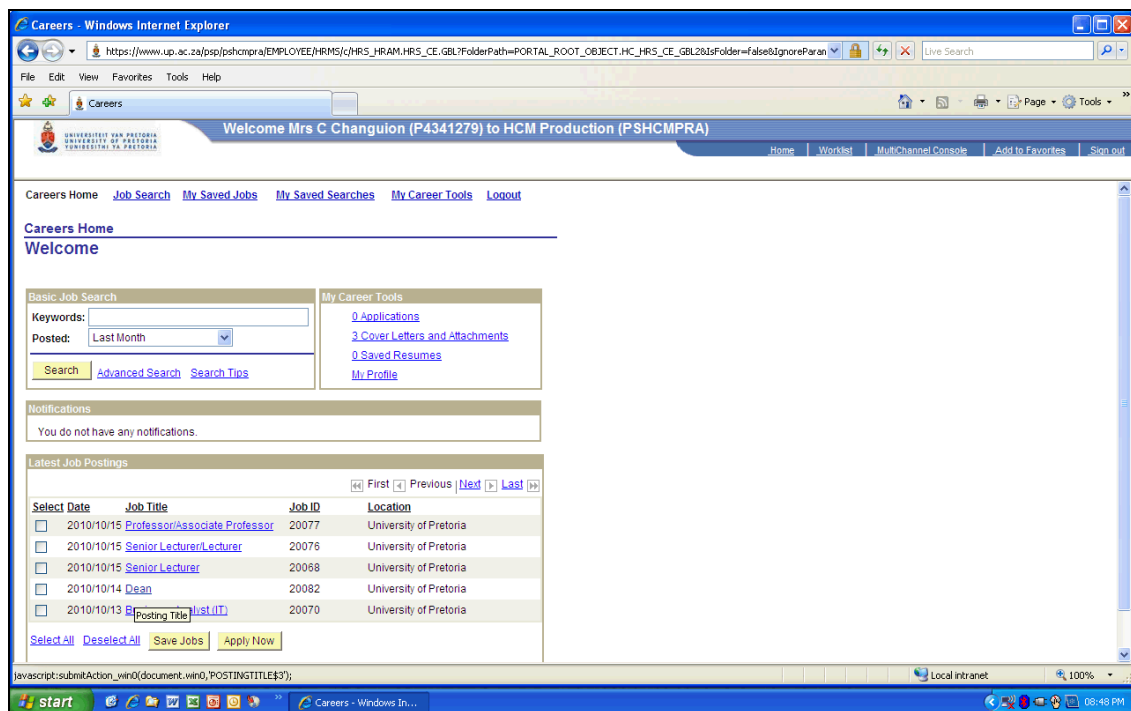 Careers - Windows Internet Explorer
https://www.up.ac.za/psp/pshcmpra/EMPLOYEE/HRMS/c/HRS_HRAM.HRS_CE.GBL?FolderPath=PORTAL_ROOT_OBJECT.HC_HRS_CE_GBL2&IsFolder=false&IgnoreParan
Live Search
File Edit View Favorites Tools Help
Careers
Page Tools
UNIVERSITEIT VAN PRETORIA
UNIVERSITY OF PRETORIA
YUNIBESITHI YA PRETORIA
Welcome Mrs C Changuion (P4341279) to HCM Production (PSHCMPRA)
Home Worklist MultiChannel Console Add to Favorites Sign out
Careers Home Job Search My Saved Jobs My Saved Searches My Career Tools Logout
Careers Home
Welcome
Basic Job Search
Keywords:
Posted: Last Month
Search Advanced Search Search Tips
My Career Tools
0 Applications
3 Cover Letters and Attachments
0 Saved Resumes
My Profile
Notifications
You do not have any notifications.
Latest Job Postings
First Previous | Next Last
Select Date Job Title Job ID Location
2010/10/15 Professor/Associate Professor 20077 University of Pretoria
2010/10/15 Senior Lecturer/Lecturer 20076 University of Pretoria
2010/10/15 Senior Lecturer 20068 University of Pretoria
2010/10/14 Dean 20082 University of Pretoria
2010/10/13 (IT) 20070 University of Pretoria
Posting Title
Select All Deselect All Save Jobs Apply Now
javascript:submitAction_win0(document.win0,'POSTINGTITLE$3');
Local intranet 100%
start Careers - Windows In... 08:48 PM